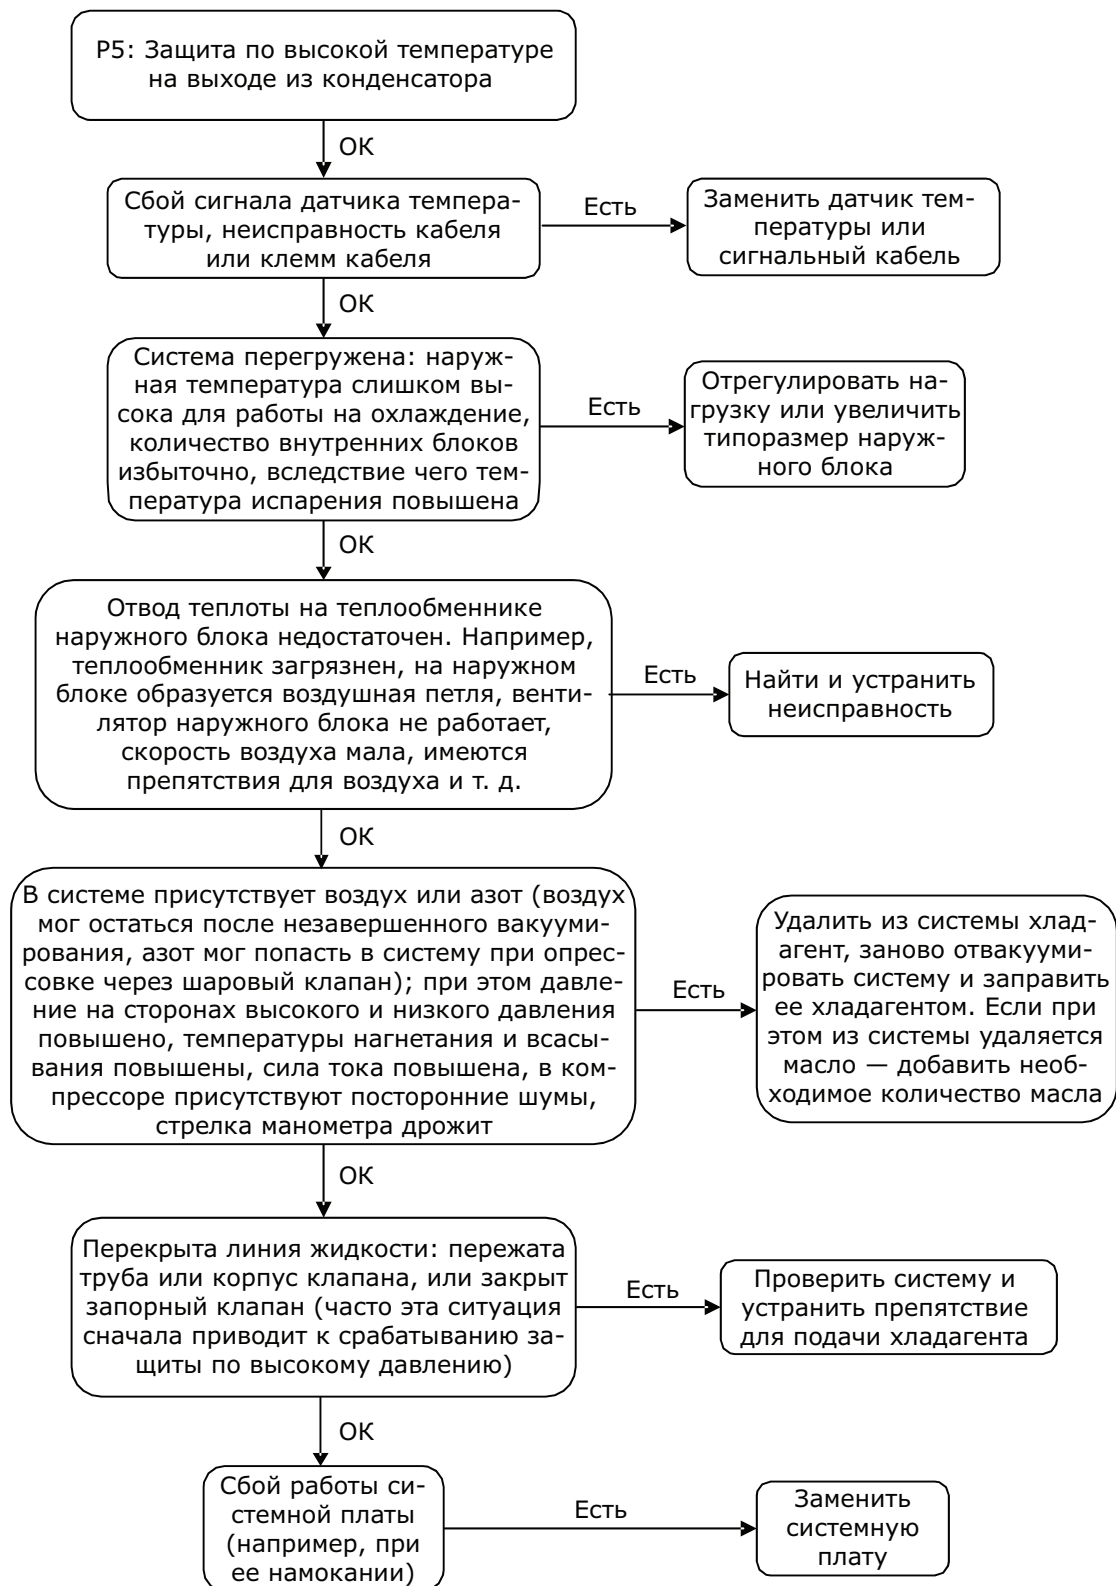 P5: Защита по высокой температуре
на выходе из конденсатора
ОК
Сбой сигнала датчика темпера-
туры, неисправность кабеля
или клемм кабеля
Есть
Заменить датчик тем-
пературы или
сигнальный кабель
ОК
Система перегружена: наруж-
ная температура слишком вы-
сока для работы на охлаждение,
количество внутренних блоков
избыточно, вследствие чего тем-
пература испарения повышена
Есть
Отрегулировать на-
грузку или увеличить
типоразмер наруж-
ного блока
ОК
Отвод теплоты на теплообменнике
наружного блока недостаточен. Например,
теплообменник загрязнен, на наружном
блоке образуется воздушная петля, венти-
лятор наружного блока не работает,
скорость воздуха мала, имеются
препятствия для воздуха и т. д.
Есть
Найти и устранить
неисправность
ОК
В системе присутствует воздух или азот (воздух
мог остаться после незавершенного вакууми-
рования, азот мог попасть в систему при опрес-
совке через шаровый клапан); при этом давле-
ние на сторонах высокого и низкого давления
повышено, температуры нагнетания и всасы-
вания повышены, сила тока повышена, в ком-
прессоре присутствуют посторонние шумы,
стрелка манометра дрожит
Есть
Удалить из системы хлад-
агент, заново отвакууми-
ровать систему и заправить
ее хладагентом. Если при
этом из системы удаляется
масло — добавить необ-
ходимое количество масла
ОК
Перекрыта линия жидкости: пережата
труба или корпус клапана, или закрыт
запорный клапан (часто эта ситуация
сначала приводит к срабатыванию за-
щиты по высокому давлению)
Есть
Проверить систему и
устранить препятствие
для подачи хладагента
ОК
Сбой работы си-
стемной платы
(например, при
ее намокании)
Есть
Заменить
системную
плату